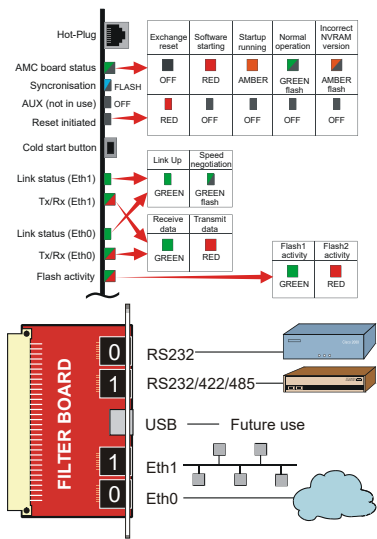 Hot-Plug
Exchange reset
Software starting
Startup running
Normal operation
Incorrect NVRAM version
AMC board status
OFF
RED
AMBER
GREEN flash
AMBER flash
Syncronisation
FLASH
AUX (not in use)
OFF
Reset initiated
RED
OFF
OFF
OFF
OFF
Cold start button
Link Up
Speed negotiation
Link status (Eth1)
GREEN
GREEN flash
Tx/Rx (Eth1)
Receive data
Transmit data
Link status (Eth0)
GREEN
RED
Tx/Rx (Eth0)
Flash1 activity
Flash2 activity
Flash activity
GREEN
RED
FILTER BOARD
0
RS232
1
RS232/422/485
USB
Future use
1
Eth1
0
Eth0